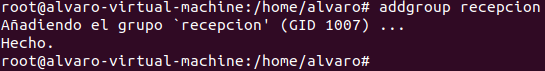 root@alvaro-virtual-machine:/home/alvaro# addgroup recepcion
Añadiendo el grupo `recepcion' (GID 1007) ...
Hecho.
root@alvaro-virtual-machine:/home/alvaro#